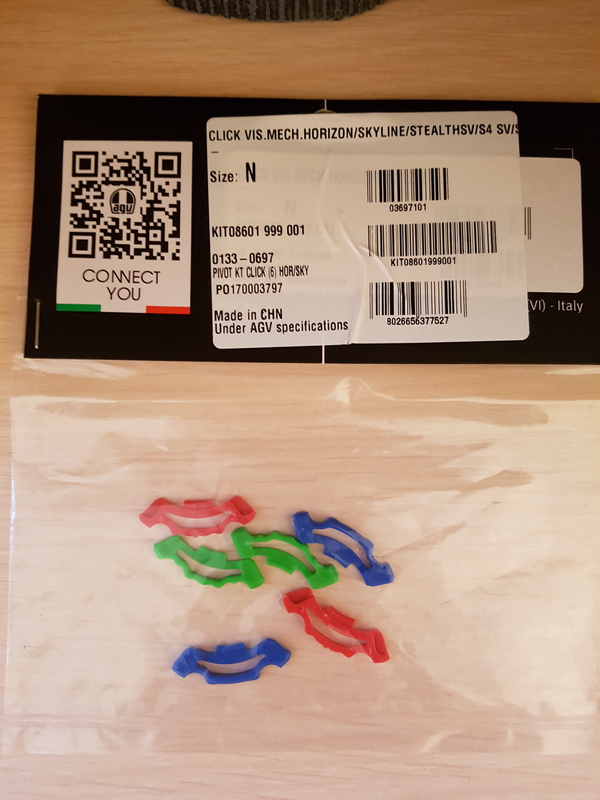 CLICK VIS.MECH.HORIZON/SKYLINE/STEALTHSV/S4 SV/S
Size: N
03697101
KIT08601 999 001
KIT08601999001
0133-0697
PIVOT KT CLICK (6) HOR/SKY
PO170003797
8026656377527
Made in CHN
Under AGV specifications
agv
CONNECT
YOU
(VI) - Italy